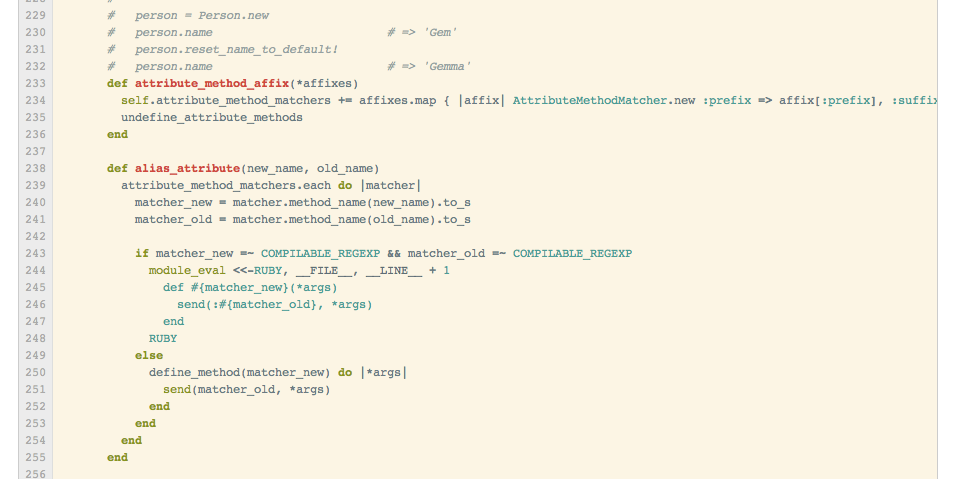 229 #   person = Person.new
230 #   person.name                         # => 'Gem'
231 #   person.reset_name_to_default!
232 #   person.name                         # => 'Gemma'
233 def attribute_method_affix(*affixes)
234   self.attribute_method_matchers += affixes.map { |affix| AttributeMethodMatcher.new :prefix => affix[:prefix], :suffix
235   undefine_attribute_methods
236 end
237
238 def alias_attribute(new_name, old_name)
239   attribute_method_matchers.each do |matcher|
240     matcher_new = matcher.method_name(new_name).to_s
241     matcher_old = matcher.method_name(old_name).to_s
242
243     if matcher_new =~ COMPILABLE_REGEXP && matcher_old =~ COMPILABLE_REGEXP
244       module_eval <<-RUBY, __FILE__, __LINE__ + 1
245         def #{matcher_new}(*args)
246           send(:#{matcher_old}, *args)
247         end
248       RUBY
249     else
250       define_method(matcher_new) do |*args|
251         send(matcher_old, *args)
252       end
253     end
254   end
255 end
256